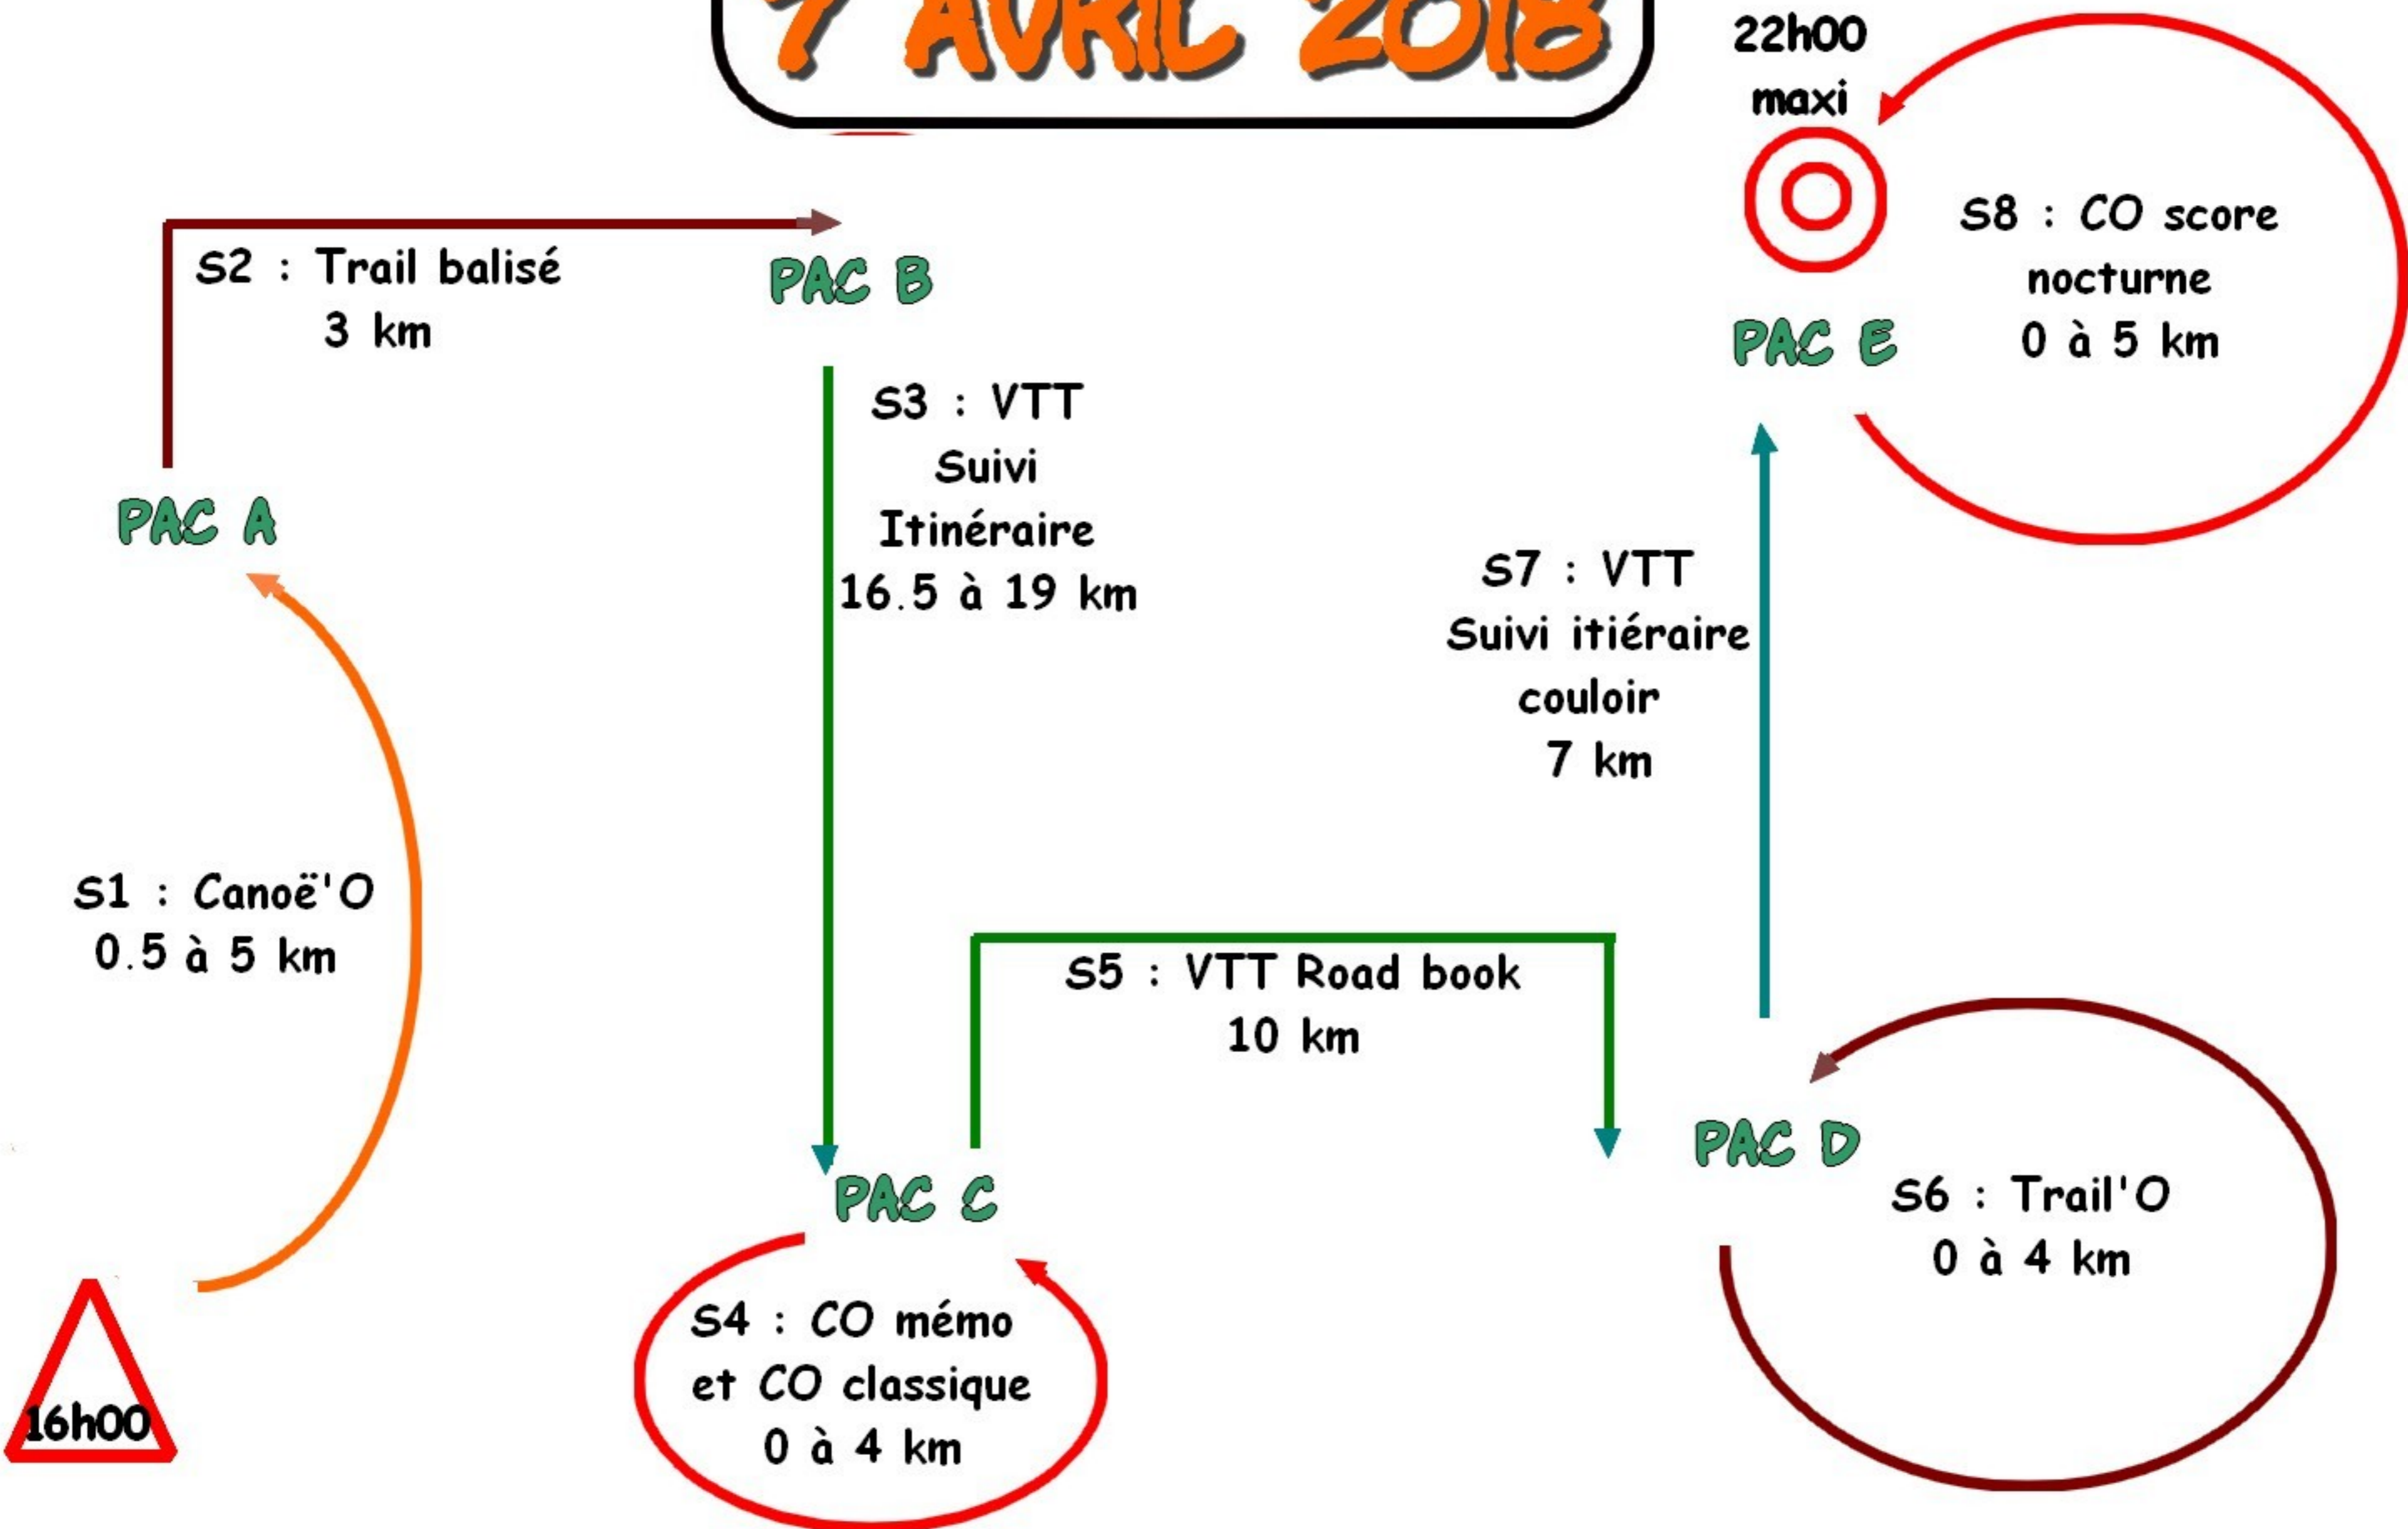 7 AVRIL 2018
22h00
maxi
S8 : CO score
nocturne
0 à 5 km
S2 : Trail balisé
3 km
PAC B
PAC E
S3 : VTT
Suivi
Itinéraire
16.5 à 19 km
PAC A
S7 : VTT
Suivi itiéraire
couloir
7 km
S1 : Canoë'O
0.5 à 5 km
S5 : VTT Road book
10 km
PAC D
PAC C
S6 : Trail'O
0 à 4 km
S4 : CO mémo
et CO classique
0 à 4 km
16h00